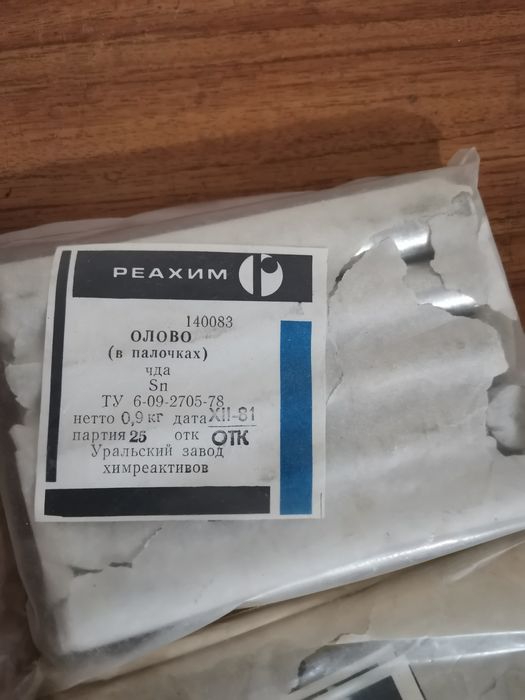 РЕАХИМ
140083
ОЛОВО
(в палочках)
чда
Sn
ТУ 6-09-2705-78
нетто 0,9 кг дата XII-81
партия 25 отк ОТК
Уральский завод
химреактивов